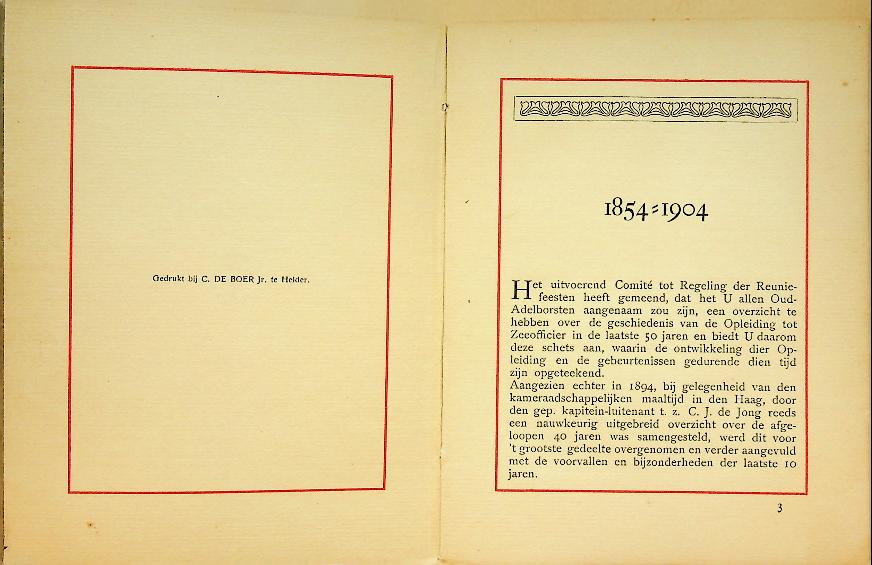 Gedrukt bij C. DE BOER Jr. te Helder.
1854-1904
Het uitvoerend Comité tot Regeling der Reunie-
feesten heeft gemeend, dat het U allen Oud-
Adelborsten aangenaam zou zijn, een overzicht te
hebben over de geschiedenis van de Opleiding tot
Zeeofficier in de laatste 50 jaren en biedt U daarom
deze schets aan, waarin de ontwikkeling dier Op-
leiding en de gebeurtenissen gedurende dien tijd
zijn opgeteekend.
Aangezien echter in 1894, bij gelegenheid van den
kameraadschappelijken maaltijd in den Haag, door
den gep. kapitein-luitenant t. z. C. J. de Jong reeds
een nauwkeurig uitgebreid overzicht over de afge-
loopen 40 jaren was samengesteld, werd dit voor
't grootste gedeelte overgenomen en verder aangevuld
met de voorvallen en bijzonderheden der laatste 10
jaren.
3